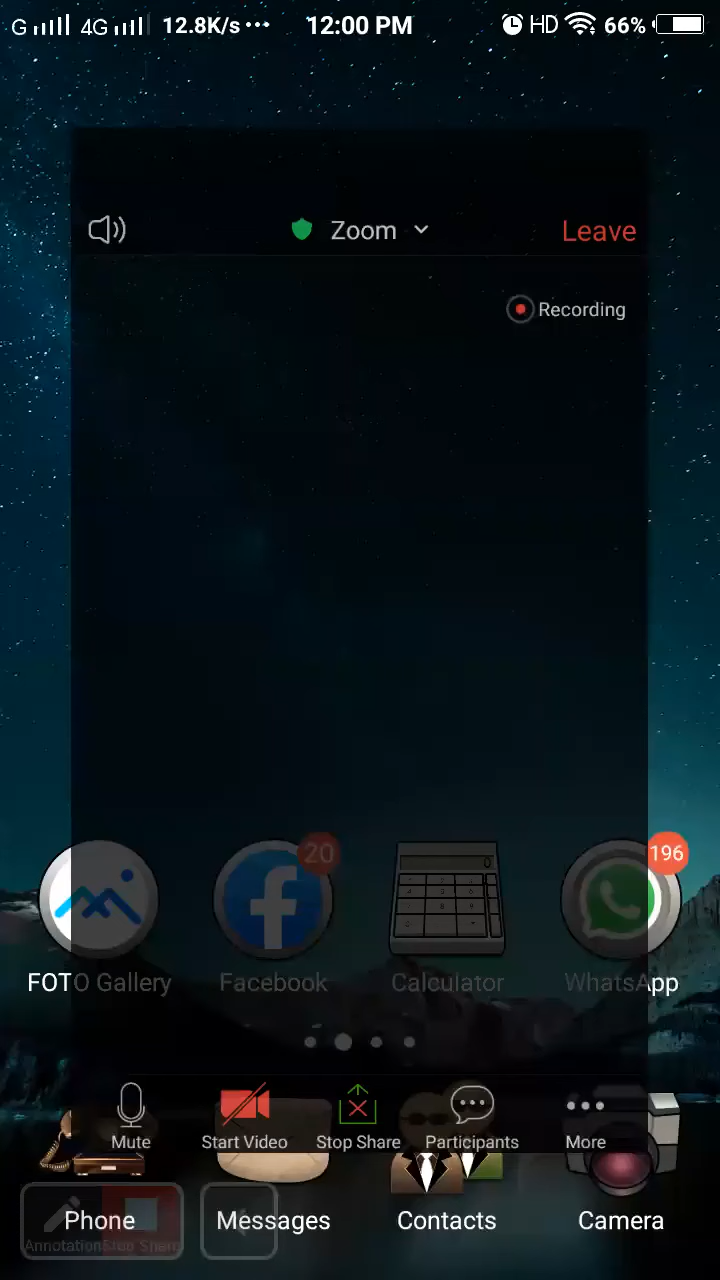 G 4G 12.8K/s ... 12:00 PM HD 66%
Zoom Leave
Recording
20 196
FOTO Gallery Facebook Calculator WhatsApp
Mute Start Video Stop Share Participants More
Phone Messages Contacts Camera
Annotation Stop Share